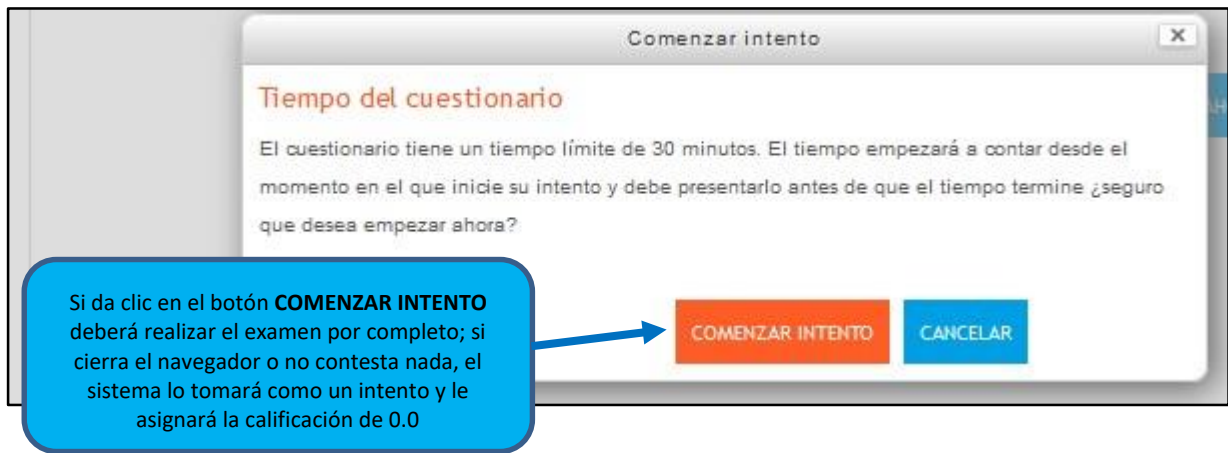 Comenzar intento
X
Tiempo del cuestionario
El cuestionario tiene un tiempo límite de 30 minutos. El tiempo empezará a contar desde el
momento en el que inicie su intento y debe presentarlo antes de que el tiempo termine ¿seguro
que desea empezar ahora?
Si da clic en el botón COMENZAR INTENTO
deberá realizar el examen por completo; si
cierra el navegador o no contesta nada, el
sistema lo tomará como un intento y le
asignará la calificación de 0.0
COMENZAR INTENTO
CANCELAR